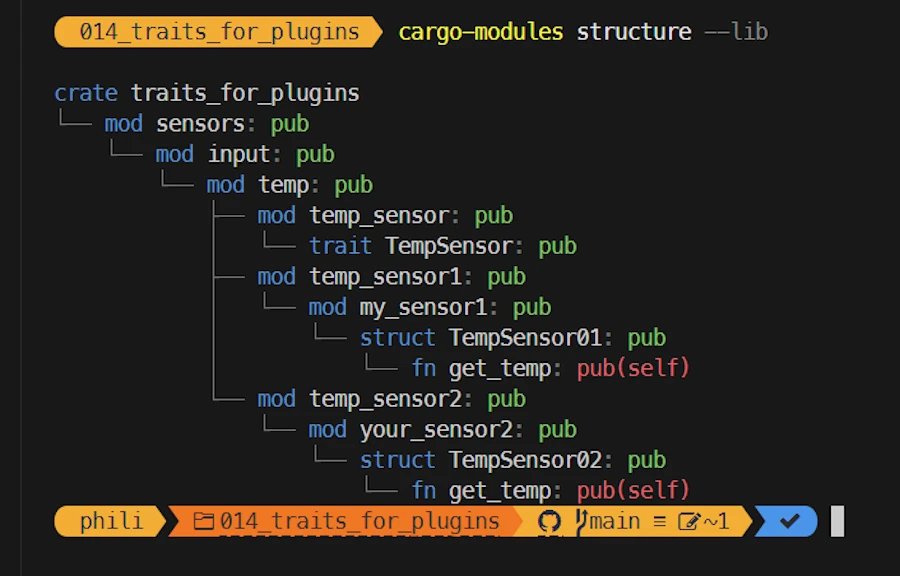 014_traits_for_plugins cargo-modules structure --lib
crate traits_for_plugins
└── mod sensors: pub
    └── mod input: pub
        └── mod temp: pub
            ├── mod temp_sensor: pub
            │   └── trait TempSensor: pub
            ├── mod temp_sensor1: pub
            │   └── mod my_sensor1: pub
            │       └── struct TempSensor01: pub
            │           └── fn get_temp: pub(self)
            └── mod temp_sensor2: pub
                └── mod your_sensor2: pub
                    └── struct TempSensor02: pub
                        └── fn get_temp: pub(self)
phili 014_traits_for_plugins main ≡ ~1 ✔